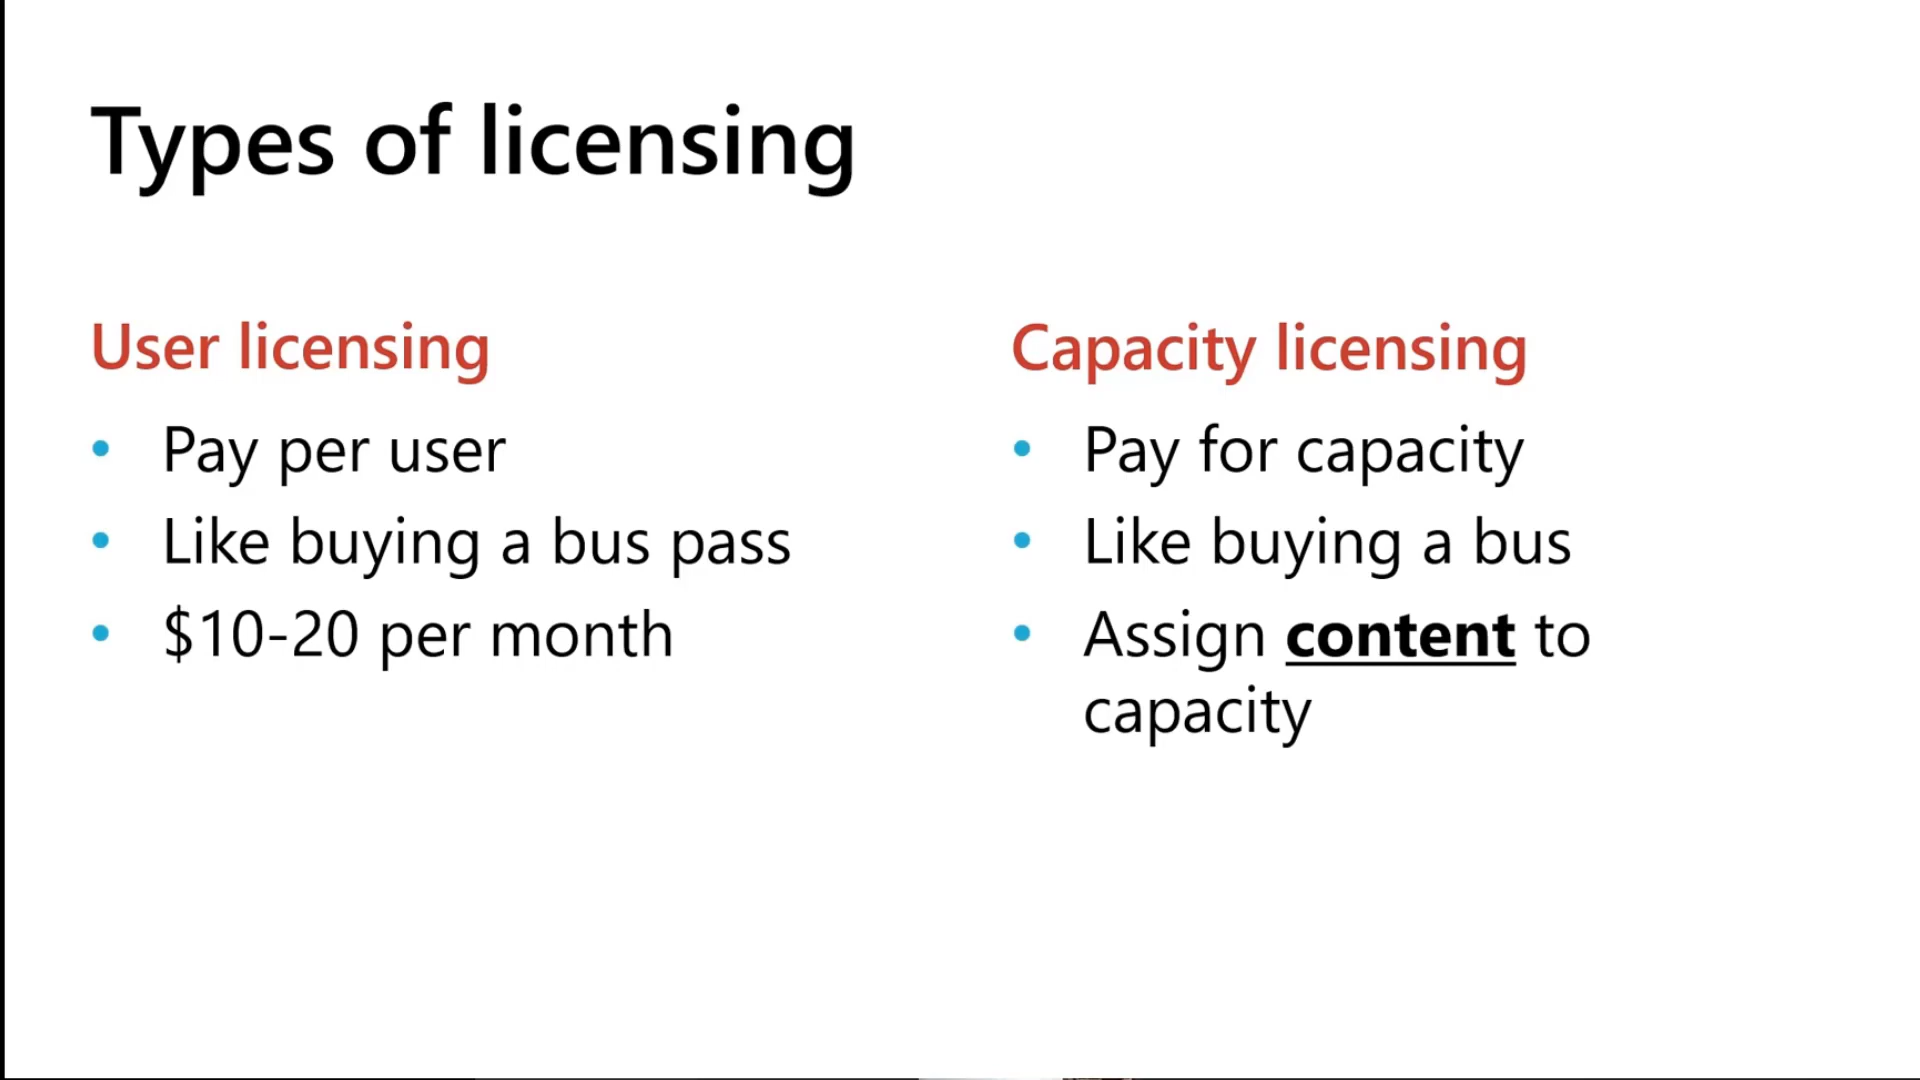 Types of licensing
User licensing
• Pay per user
• Like buying a bus pass
• $10-20 per month
Capacity licensing
• Pay for capacity
• Like buying a bus
• Assign content to
capacity